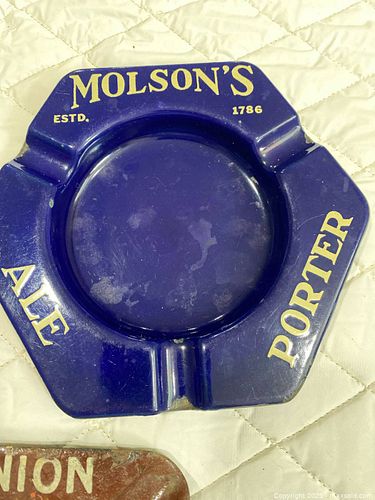 MOLSON'S
ESTD. 1786
ALE
PORTER
NION